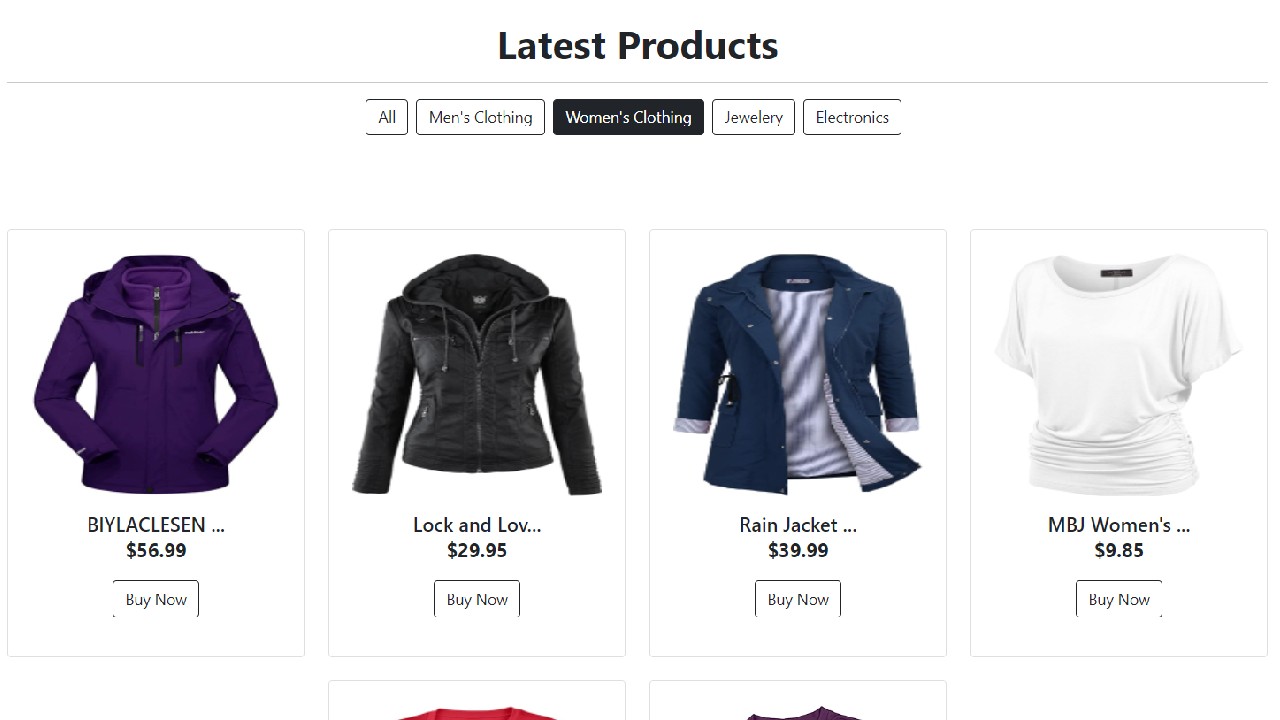 Latest Products
All Men's Clothing Women's Clothing Jewelery Electronics
BIYLACLESEN ... Lock and Lov... Rain Jacket ... MBJ Women's ...
$56.99 $29.95 $39.99 $9.85
Buy Now Buy Now Buy Now Buy Now